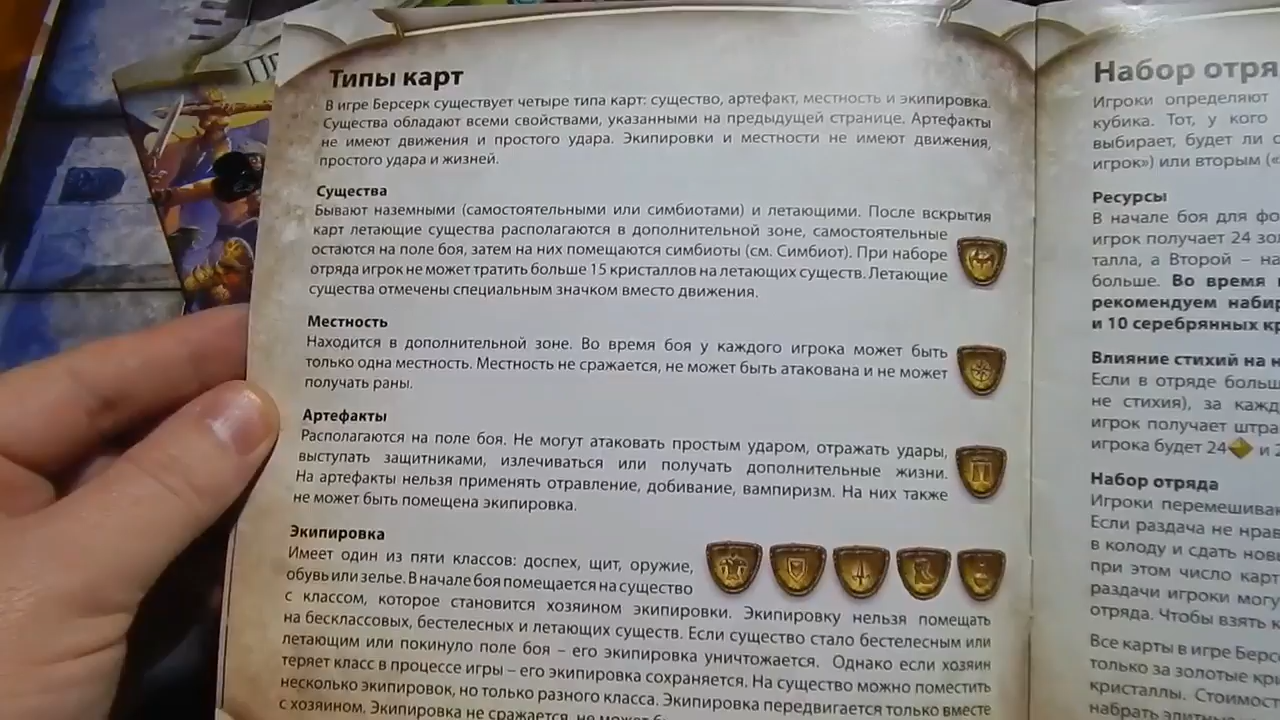 Типы карт
В игре Берсерк существует четыре типа карт: существо, артефакт, местность и экипировка.
Существа обладают всеми свойствами, указанными на предыдущей странице. Артефакты
не имеют движения и простого удара. Экипировки и местности не имеют движения,
простого удара и жизней.
Существа
Бывают наземными (самостоятельными или симбиотами) и летающими. После вскрытия
карт летающие существа располагаются в дополнительной зоне, самостоятельные
остаются на поле боя, затем на них помещаются симбиоты (см. Симбиот). При наборе
отряда игрок не может тратить больше 15 кристаллов на летающих существ. Летающие
существа отмечены специальным значком вместо движения.
Местность
Находится в дополнительной зоне. Во время боя у каждого игрока может быть
только одна местность. Местность не сражается, не может быть атакована и не может
получать раны.
Артефакты
Располагаются на поле боя. Не могут атаковать простым ударом, отражать удары,
выступать защитниками, излечиваться или получать дополнительные жизни.
На артефакты нельзя применять отравление, добивание, вампиризм. На них также
не может быть помещена экипировка.
Экипировка
Имеет один из пяти классов: доспех, щит, оружие,
обувь или зелье. В начале боя помещается на существо
с классом, которое становится хозяином экипировки. Экипировку нельзя помещать
на бесклассовых, бестелесных и летающих существ. Если существо стало бестелесным или
летающим или покинуло поле боя – его экипировка уничтожается. Однако если хозяин
теряет класс в процессе игры – его экипировка сохраняется. На существо можно поместить
несколько экипировок, но только разного класса. Экипировка передвигается только вместе
с хозяином. Экипировка не сражается, не может
Набор отря
Игроки определяют
кубика. Тот, у кого
выбирает, будет ли
игрок») или вторым
Ресурсы
В начале боя для фо
игрок получает 24 зол
талла, а Второй – на
больше. Во время
рекомендуем набир
и 10 серебрянных кр
Влияние стихий на н
Если в отряде больш
не стихия), за кажд
игрок получает штра
игрока будет 24 и 2
Набор отряда
Игроки перемешиваю
Если раздача не нрав
в колоду и сдать нов
при этом число карт
раздачи игроки могу
отряда. Чтобы взять к
Все карты в игре Берсе
только за золотые кри
кристаллы. Стоимост
набрать элит